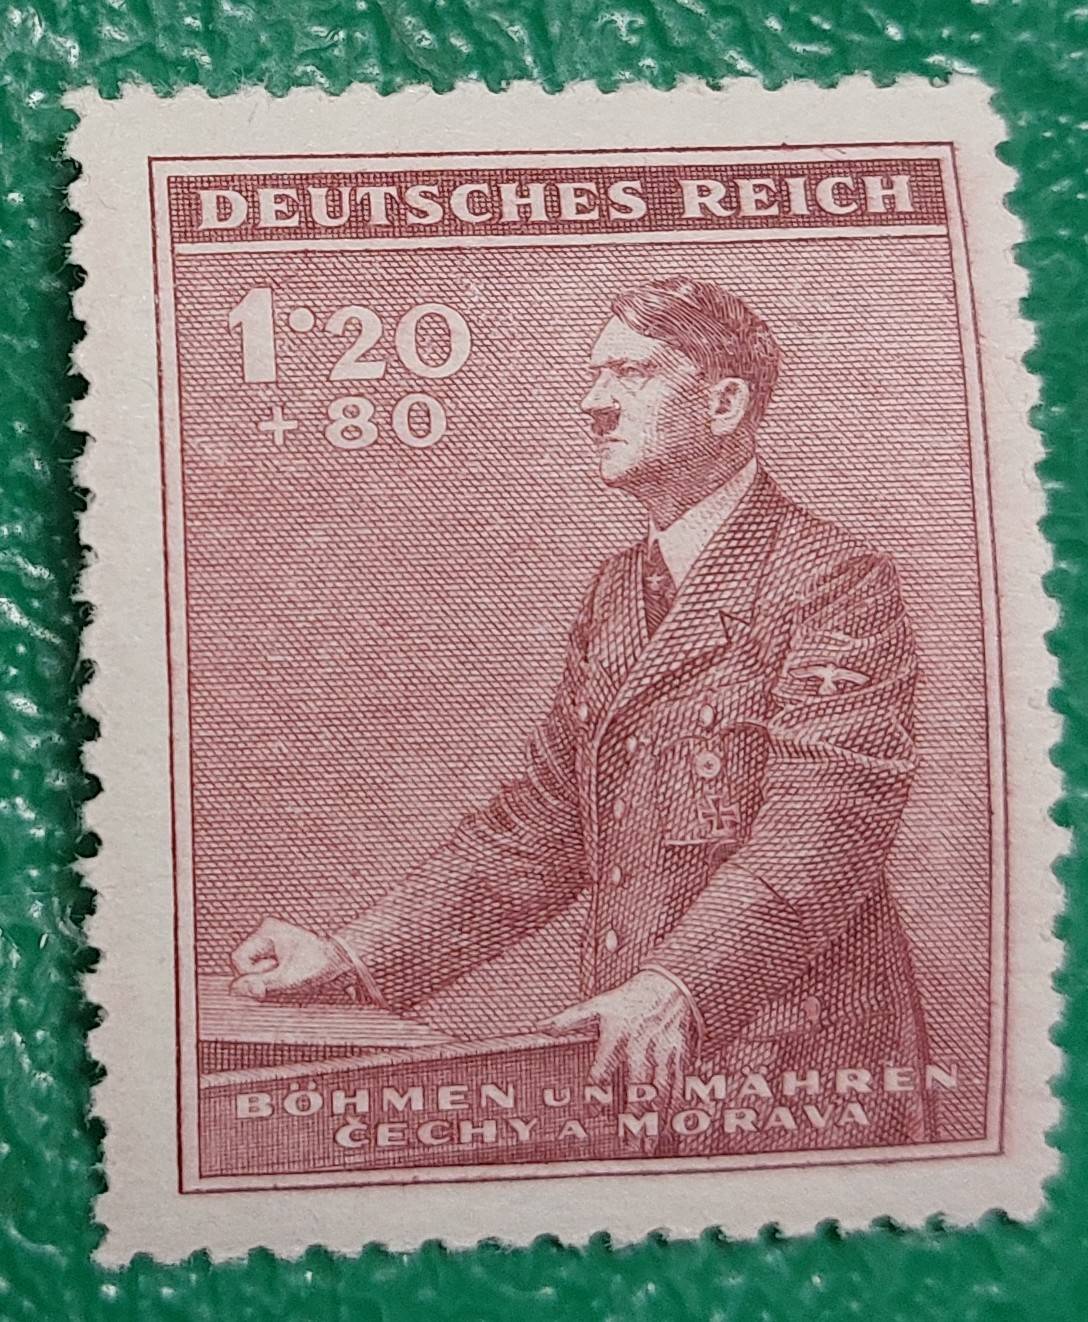 DEUTSCHES REICH
1·20
+80
BÖHMEN UND MÄHREN
ČECHY A MORAVA